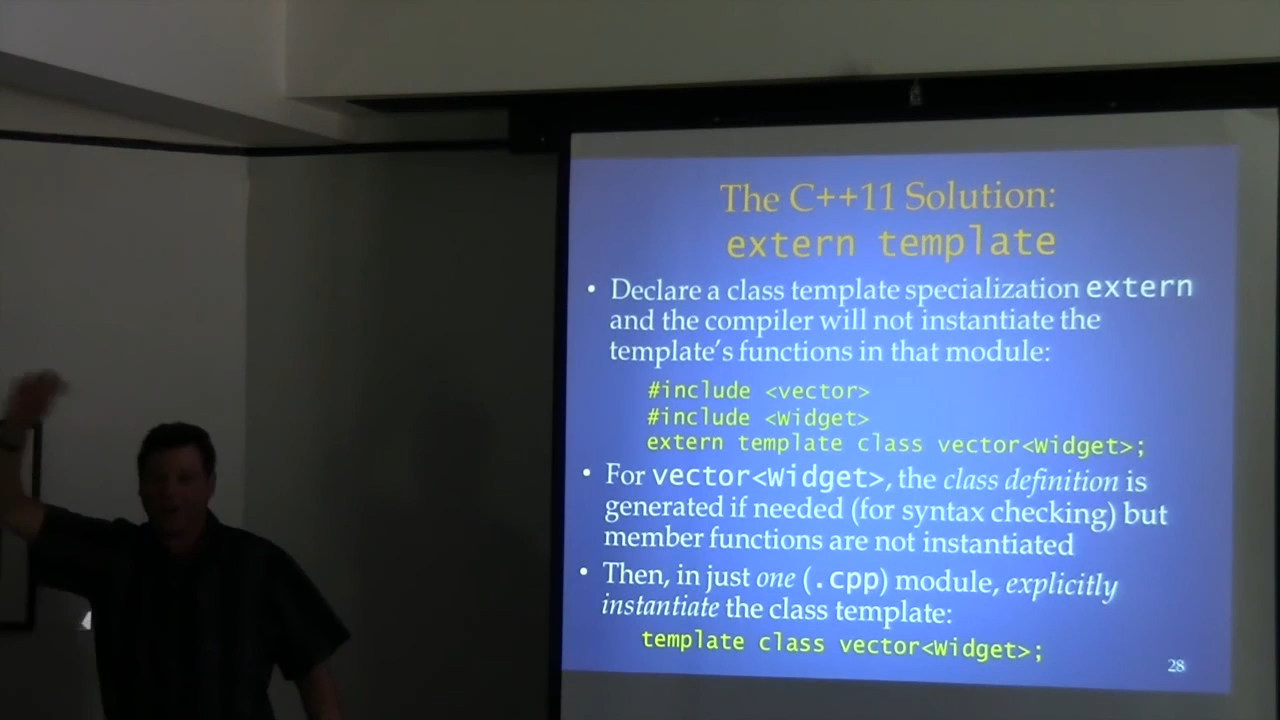 The C++11 Solution:
extern template
• Declare a class template specialization extern
and the compiler will not instantiate the
template's functions in that module:
#include <vector>
#include <Widget>
extern template class vector<Widget>;
• For vector<Widget>, the class definition is
generated if needed (for syntax checking) but
member functions are not instantiated
• Then, in just one (.cpp) module, explicitly
instantiate the class template:
template class vector<Widget>;
28